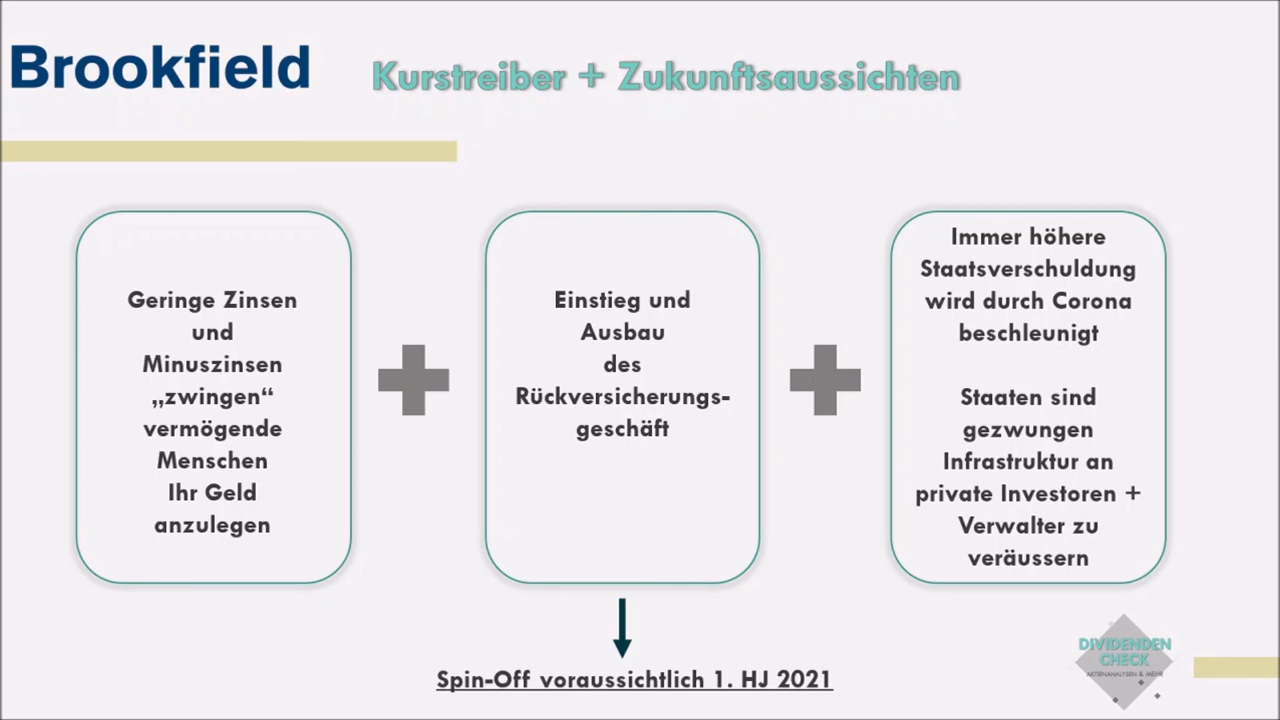 Brookfield
Kurstreiber + Zukunftsaussichten
Geringe Zinsen
und
Minuszinsen
„zwingen“
vermögende
Menschen
Ihr Geld
anzulegen
Einstieg und
Ausbau
des
Rückversicherungs-
geschäft
Immer höhere
Staatsverschuldung
wird durch Corona
beschleunigt
Staaten sind
gezwungen
Infrastruktur an
private Investoren +
Verwalter zu
veräussern
Spin-Off voraussichtlich 1. HJ 2021
DIVIDENDEN
CHECK
AKTIENANALYSEN & MEHR